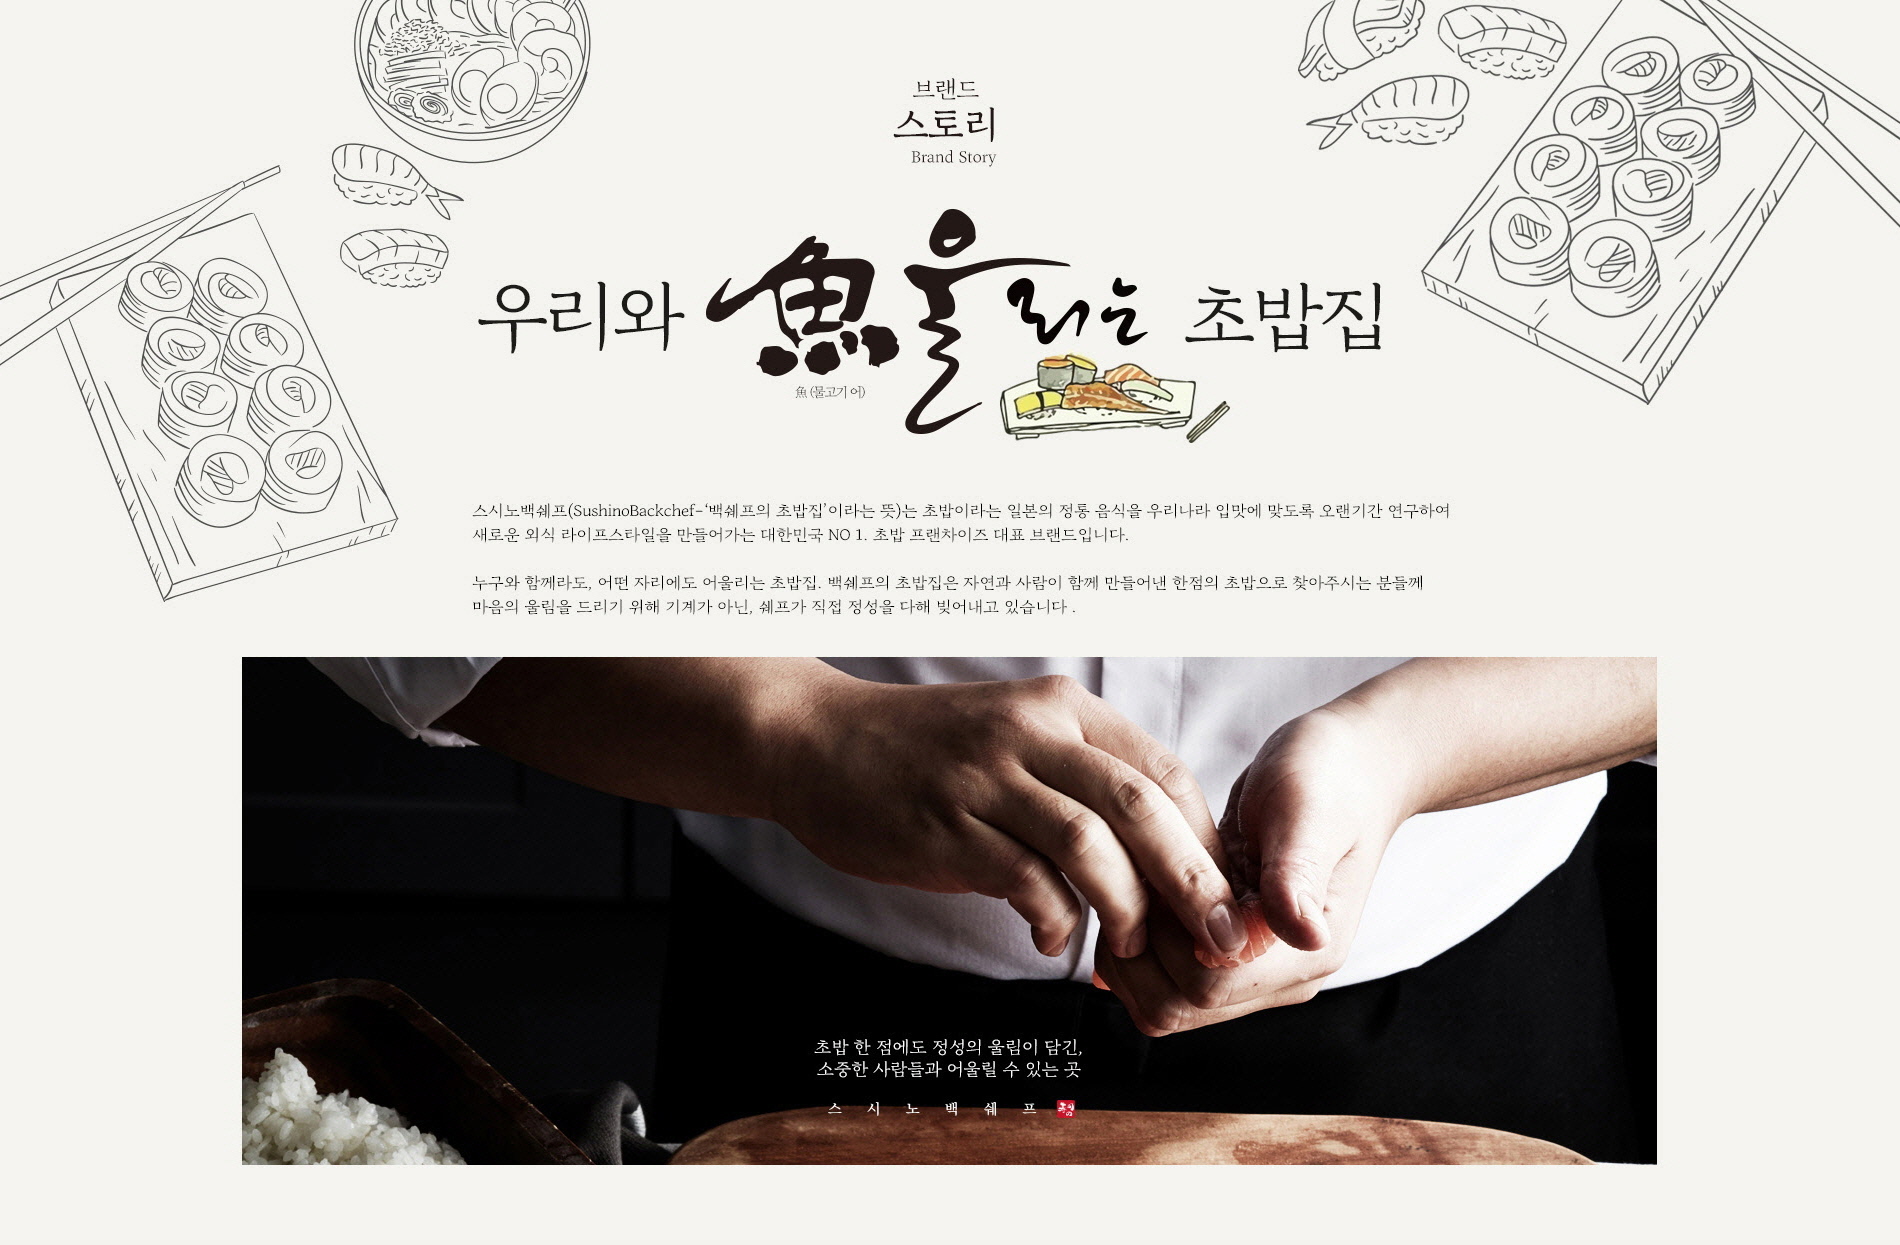 브랜드
스토리
Brand Story
우리와 魚울리는 초밥집
魚 (물고기 어)
스시노백쉐프(SushinoBackchef-‘백쉐프의 초밥집’이라는 뜻)는 초밥이라는 일본의 정통 음식을 우리나라 입맛에 맞도록 오랜기간 연구하여
새로운 외식 라이프스타일을 만들어가는 대한민국 NO 1. 초밥 프랜차이즈 대표 브랜드입니다.
누구와 함께라도, 어떤 자리에도 어울리는 초밥집. 백쉐프의 초밥집은 자연과 사람이 함께 만들어낸 한점의 초밥으로 찾아주시는 분들께
마음의 울림을 드리기 위해 기계가 아닌, 쉐프가 직접 정성을 다해 빚어내고 있습니다 .
초밥 한 점에도 정성의 울림이 담긴,
소중한 사람들과 어울릴 수 있는 곳
스 시 노 백 쉐 프